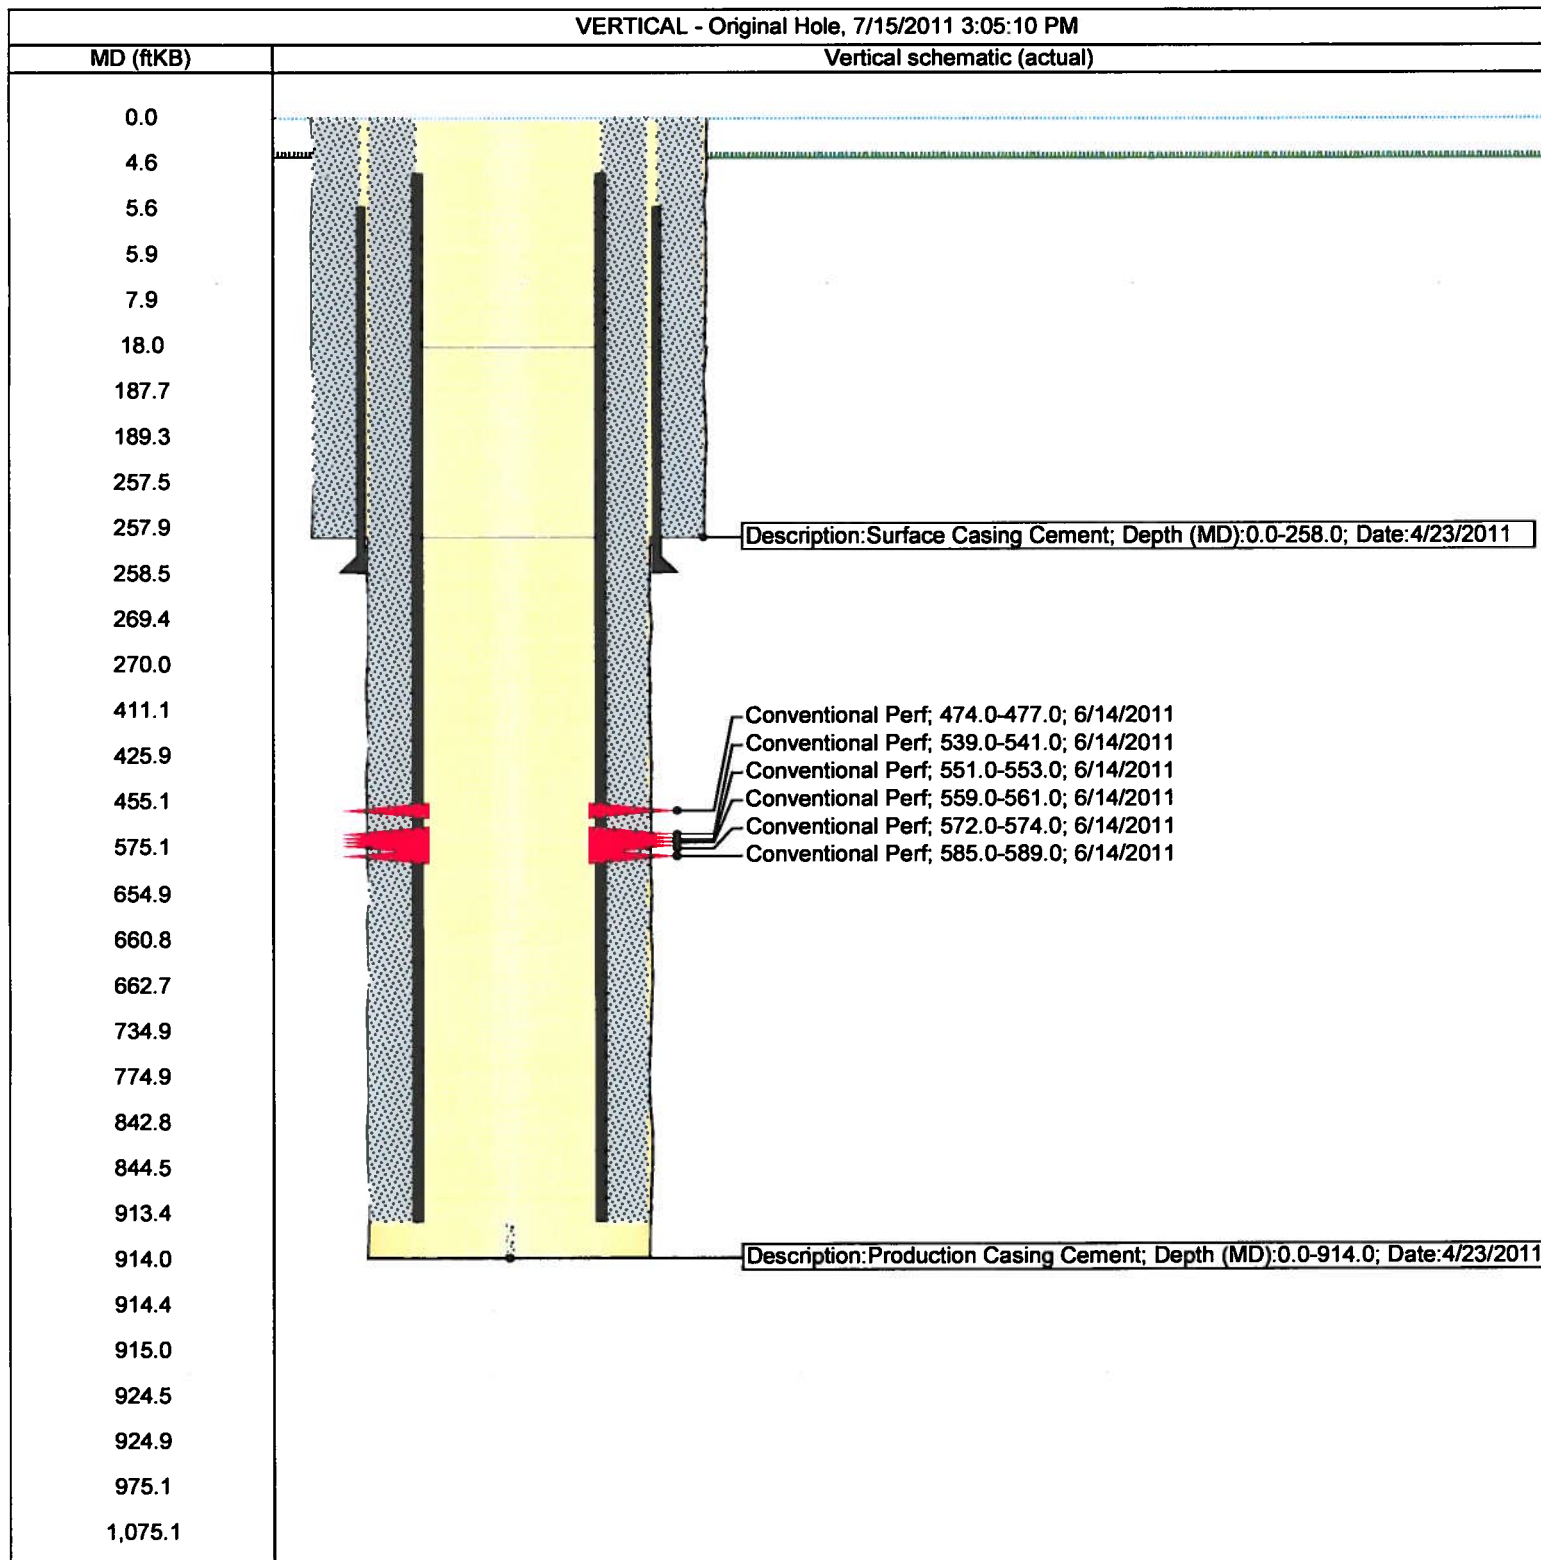 VERTICAL - Original Hole, 7/15/2011 3:05:10 PM
MD (ftKB)
Vertical schematic (actual)
0.0
4.6
5.6
5.9
7.9
18.0
187.7
189.3
257.5
257.9
Description:Surface Casing Cement; Depth (MD):0.0-258.0; Date:4/23/2011
258.5
269.4
270.0
411.1
Conventional Perf; 474.0-477.0; 6/14/2011
Conventional Perf; 539.0-541.0; 6/14/2011
425.9
Conventional Perf; 551.0-553.0; 6/14/2011
455.1
Conventional Perf; 559.0-561.0; 6/14/2011
Conventional Perf; 572.0-574.0; 6/14/2011
575.1
Conventional Perf; 585.0-589.0; 6/14/2011
654.9
660.8
662.7
734.9
774.9
842.8
844.5
913.4
914.0
Description:Production Casing Cement; Depth (MD):0.0-914.0; Date:4/23/2011
914.4
915.0
924.5
924.9
975.1
1,075.1